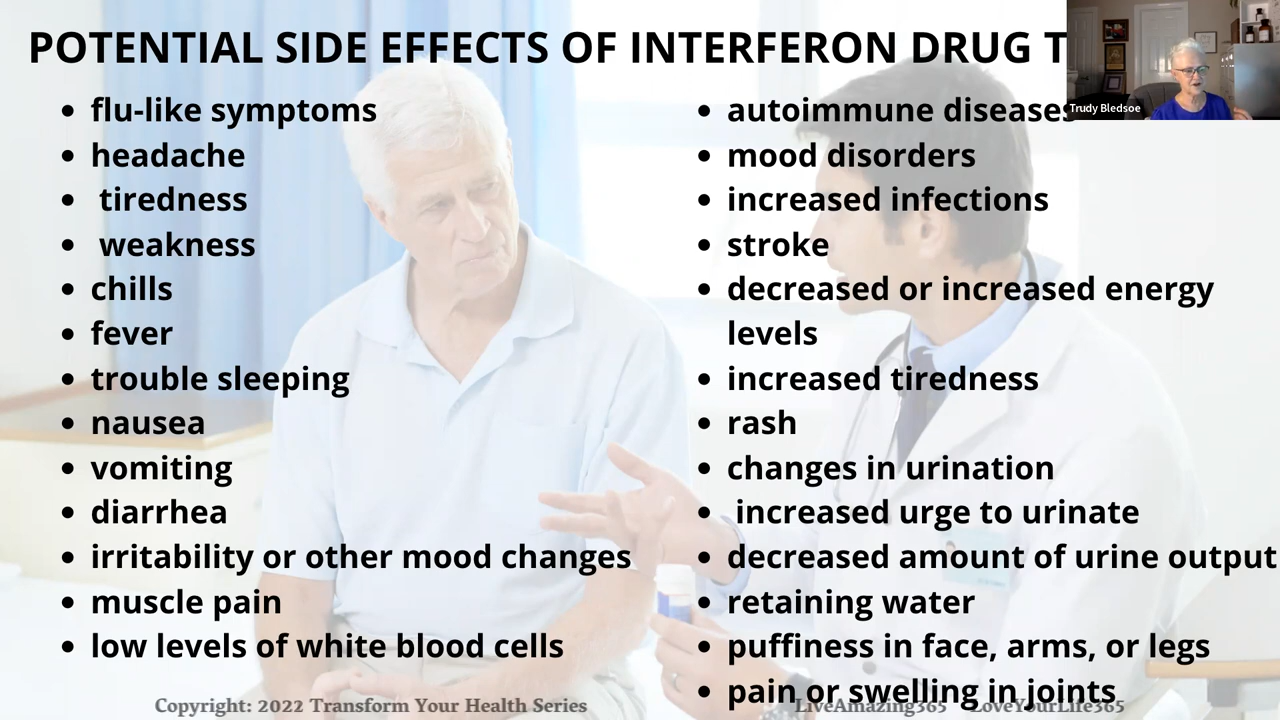 POTENTIAL SIDE EFFECTS OF INTERFERON DRUG T
Trudy Bledsoe
• flu-like symptoms
• headache
• tiredness
• weakness
• chills
• fever
• trouble sleeping
• nausea
• vomiting
• diarrhea
• irritability or other mood changes
• muscle pain
• low levels of white blood cells
• autoimmune diseases
• mood disorders
• increased infections
• stroke
• decreased or increased energy
levels
• increased tiredness
• rash
• changes in urination
• increased urge to urinate
• decreased amount of urine output
• retaining water
• puffiness in face, arms, or legs
• pain or swelling in joints
Copyright: 2022 Transform Your Health Series
LiveAmazing365 LoveYourLife365